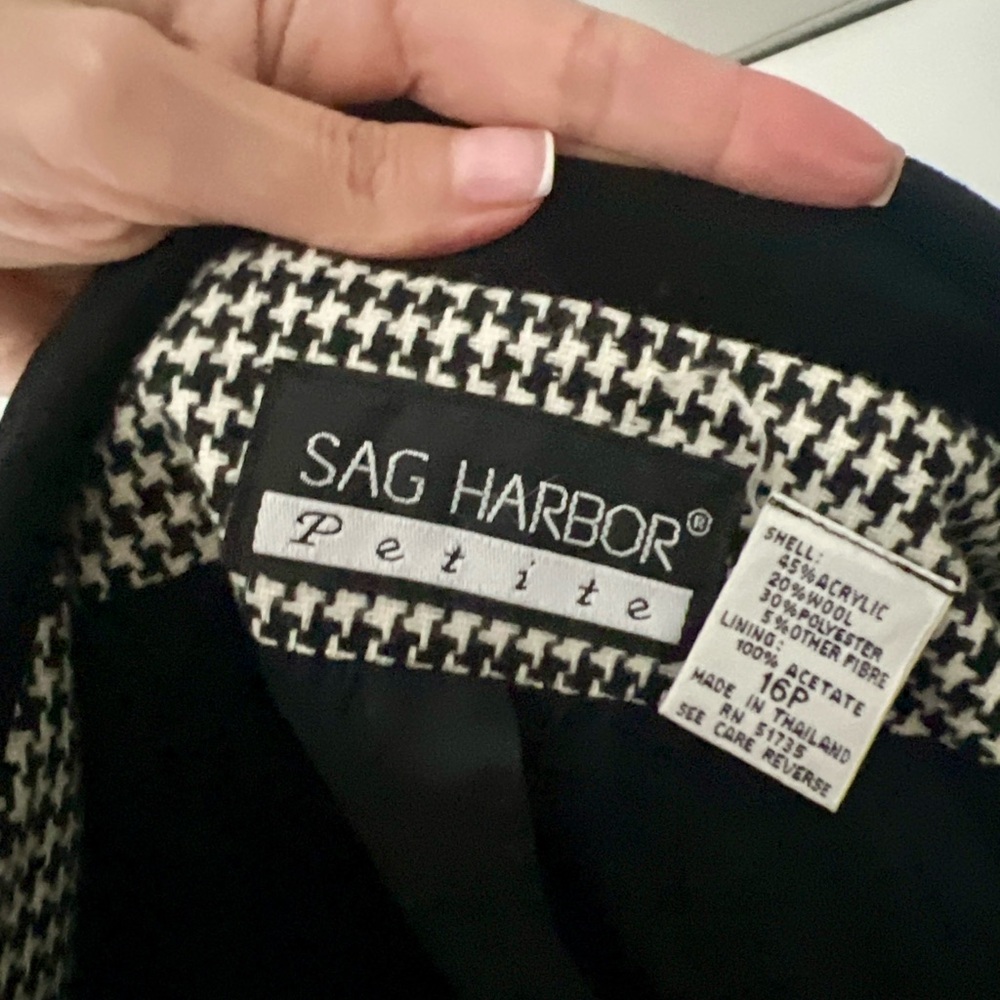 SAG HARBOR®
Petite
SHELL:
45%ACRYLIC
20%WOOL
30%POLYESTER
5%OTHER FIBRE
LINING:
100% ACETATE
16P
MADE IN THAILAND
RN 51735
SEE CARE REVERSE